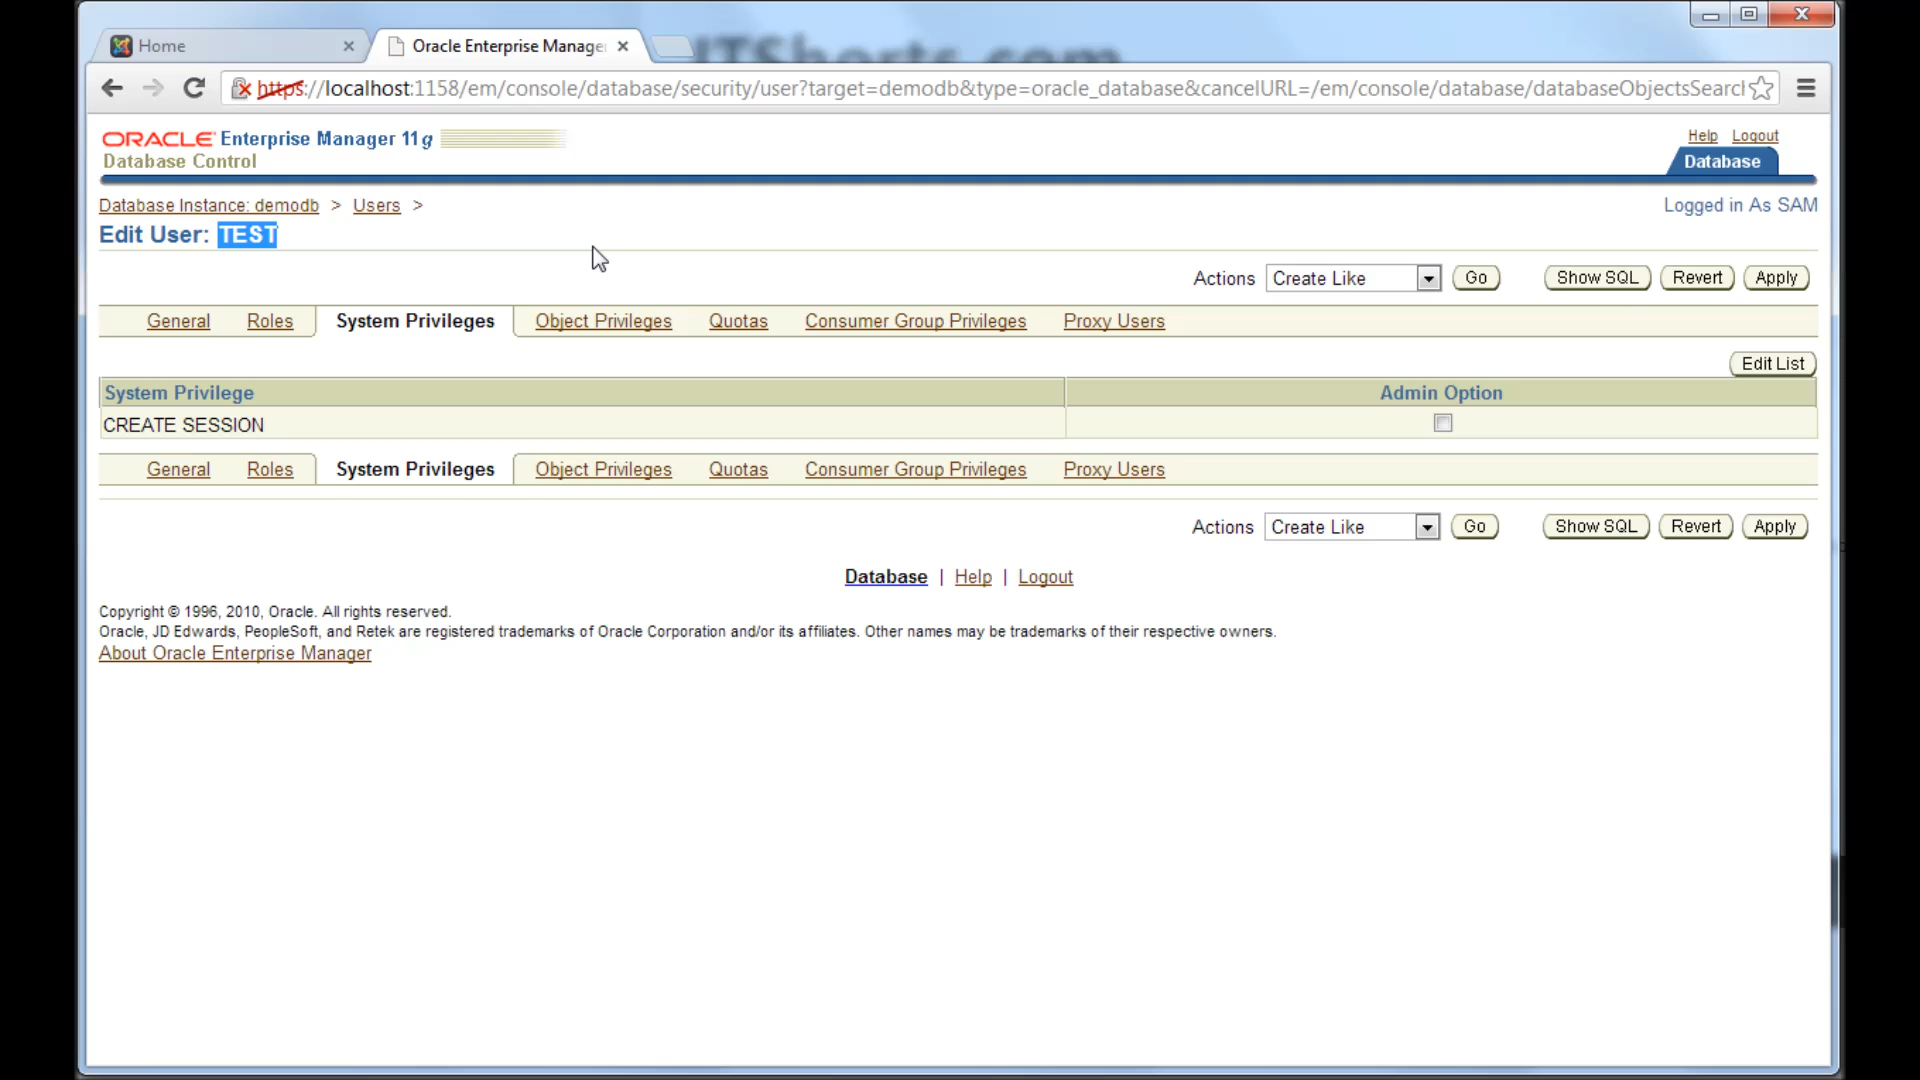 ITShorts.com
Home
Oracle Enterprise Manage
https://localhost:1158/em/console/database/security/user?target=demodb&type=oracle_database&cancelURL=/em/console/database/databaseObjectsSearch
ORACLE Enterprise Manager 11g
Database Control
Help Logout
Database
Database Instance: demodb > Users >
Logged in As SAM
Edit User: TEST
Actions Create Like Go Show SQL Revert Apply
General Roles System Privileges Object Privileges Quotas Consumer Group Privileges Proxy Users
Edit List
System Privilege Admin Option
CREATE SESSION
General Roles System Privileges Object Privileges Quotas Consumer Group Privileges Proxy Users
Actions Create Like Go Show SQL Revert Apply
Database | Help | Logout
Copyright © 1996, 2010, Oracle. All rights reserved.
Oracle, JD Edwards, PeopleSoft, and Retek are registered trademarks of Oracle Corporation and/or its affiliates. Other names may be trademarks of their respective owners.
About Oracle Enterprise Manager